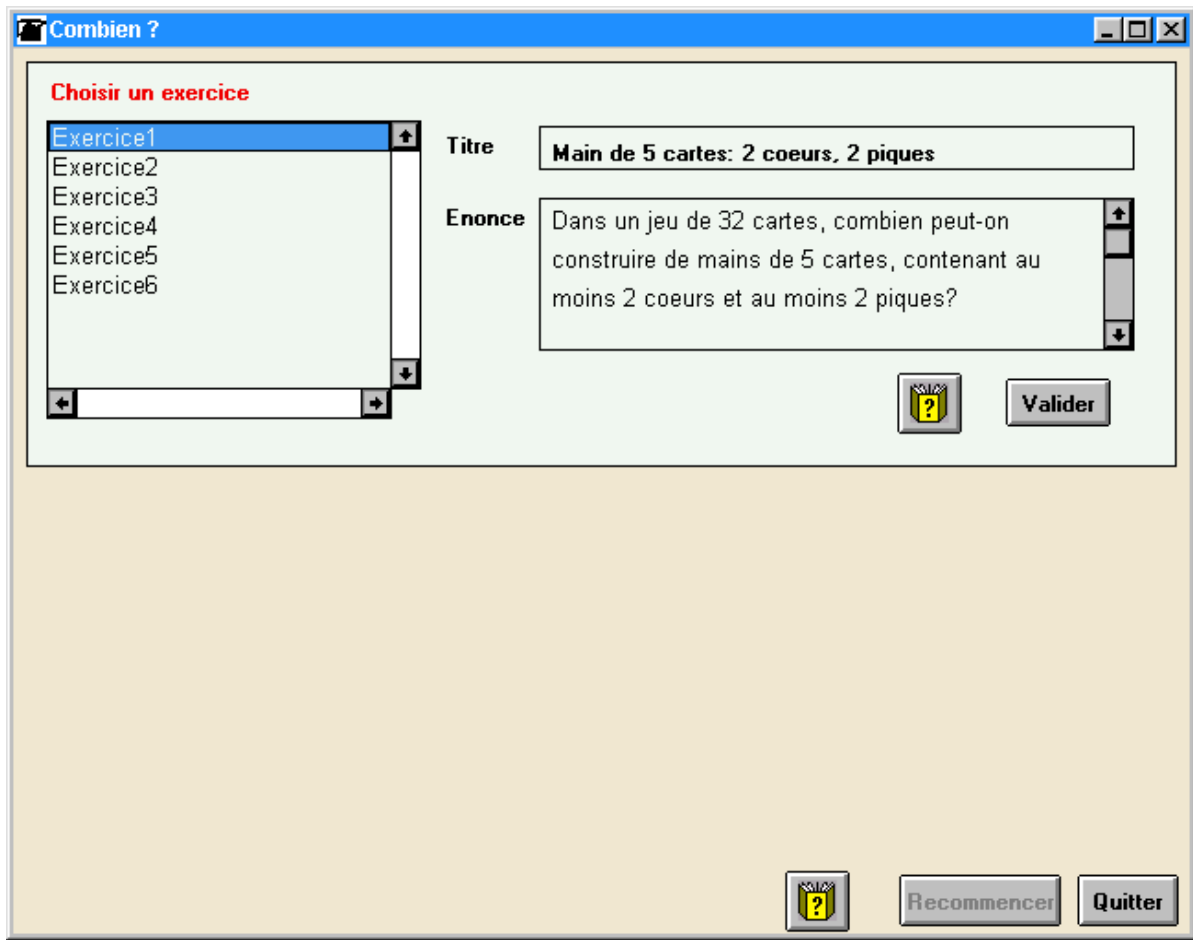 Combien ?
Choisir un exercice
Exercice1
Exercice2
Exercice3
Exercice4
Exercice5
Exercice6
Titre
Main de 5 cartes: 2 coeurs, 2 piques
Enonce
Dans un jeu de 32 cartes, combien peut-on
construire de mains de 5 cartes, contenant au
moins 2 coeurs et au moins 2 piques?
?
Valider
?
Recommencer
Quitter